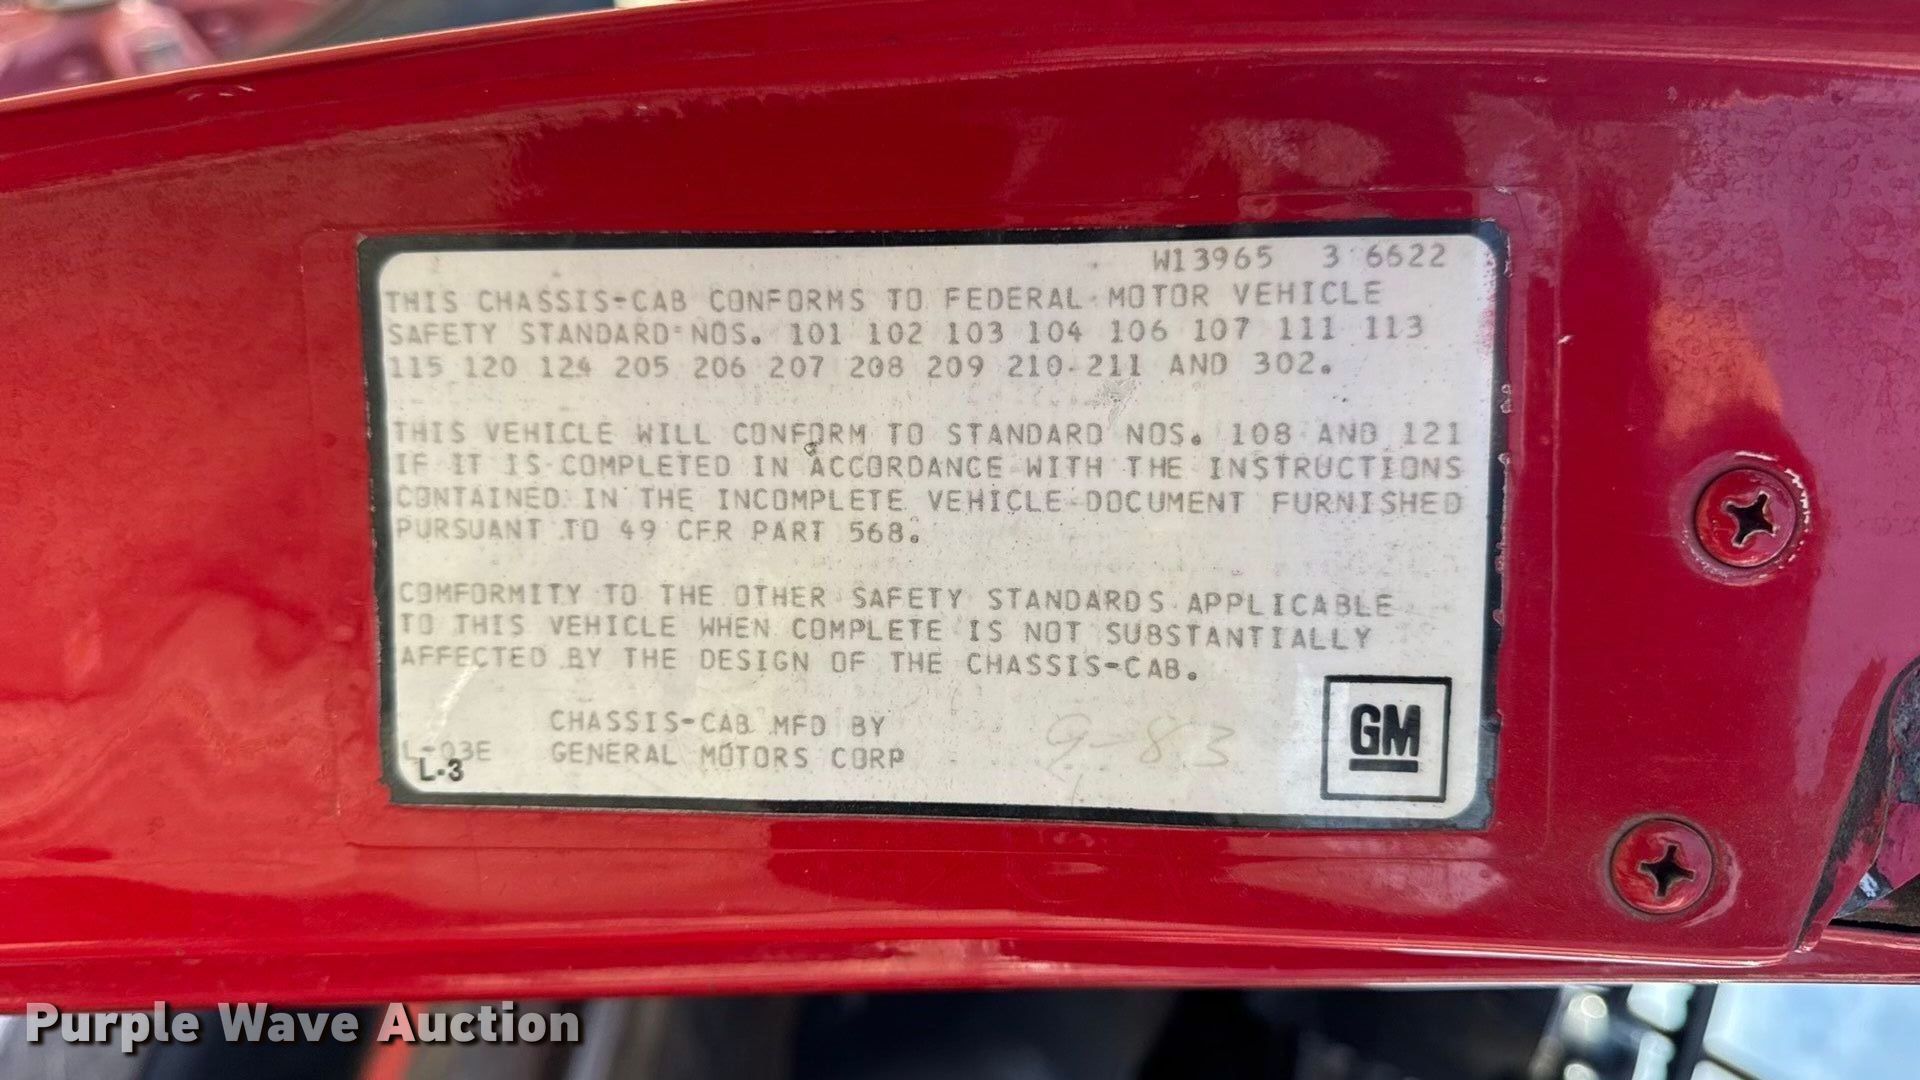 W13965 3 6622
THIS CHASSIS-CAB CONFORMS TO FEDERAL MOTOR VEHICLE
SAFETY STANDARD NOS. 101 102 103 104 106 107 111 113
115 120 124 205 206 207 208 209 210 211 AND 302.
THIS VEHICLE WILL CONFORM TO STANDARD NOS. 108 AND 121
IF IT IS COMPLETED IN ACCORDANCE WITH THE INSTRUCTIONS
CONTAINED IN THE INCOMPLETE VEHICLE DOCUMENT FURNISHED
PURSUANT TO 49 CFR PART 568.
COMFORMITY TO THE OTHER SAFETY STANDARDS APPLICABLE
TO THIS VEHICLE WHEN COMPLETE IS NOT SUBSTANTIALLY
AFFECTED BY THE DESIGN OF THE CHASSIS-CAB.
CHASSIS-CAB MFD BY
L-03E GENERAL MOTORS CORP
9-83
L-3
GM
Purple Wave Auction